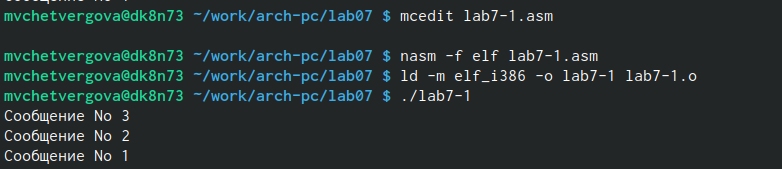 mvchetvergova@dk8n73 ~/work/arch-pc/lab07 $ mcedit lab7-1.asm
mvchetvergova@dk8n73 ~/work/arch-pc/lab07 $ nasm -f elf lab7-1.asm
mvchetvergova@dk8n73 ~/work/arch-pc/lab07 $ ld -m elf_i386 -o lab7-1 lab7-1.o
mvchetvergova@dk8n73 ~/work/arch-pc/lab07 $ ./lab7-1
Сообщение No 3
Сообщение No 2
Сообщение No 1